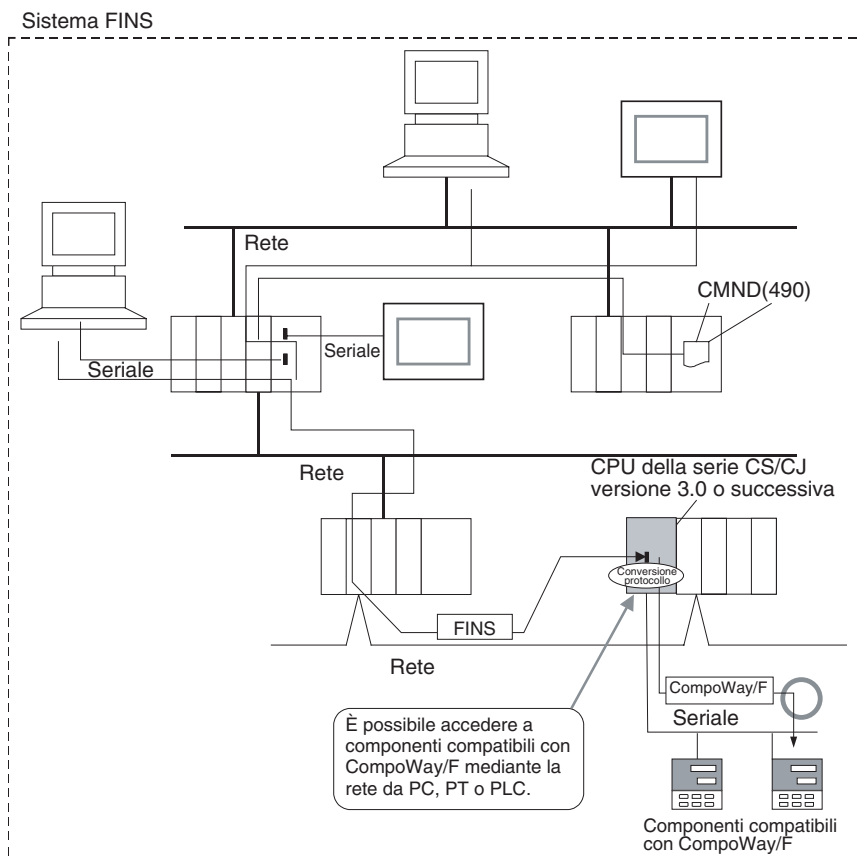 Sistema FINS
Rete
CMND(490)
Seriale
Seriale
Rete
CPU della serie CS/CJ
versione 3.0 o successiva
Conversione
protocollo
FINS
Rete
CompoWay/F
Seriale
È possibile accedere a
componenti compatibili con
CompoWay/F mediante la
rete da PC, PT o PLC.
Componenti compatibili
con CompoWay/F